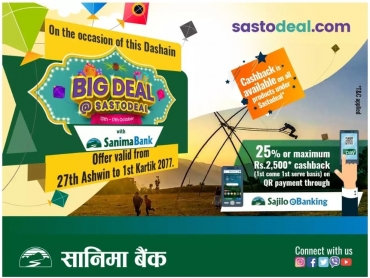 On the occasion of this Dashain
sastodeal.com
BIG DEAL
@ SASTODEAL
with
SanimaBank
Offer valid from
27th Ashwin to 1st Kartik 2077.
Cashback is
available on all
products under
Sastodeal*
*T&C applied
25% or maximum
Rs.2,500* cashback
(1st come 1st serve basis) on
QR payment through
Sajilo e-Banking
सानिमा बैंक
Connect with us